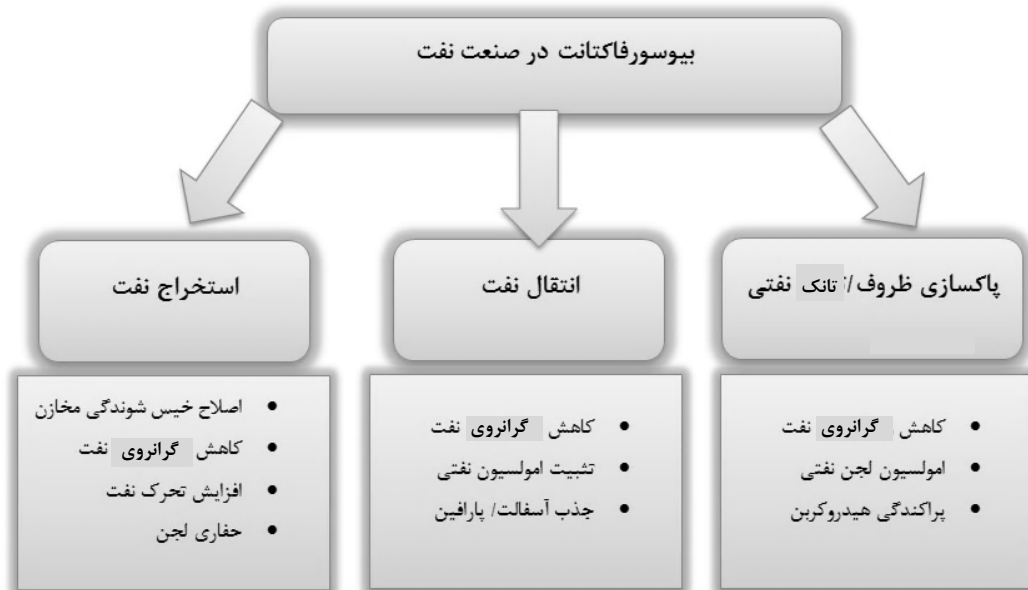 بیوسورفاکتانت در صنعت نفت
پاکسازی ظروف/تانک نفتی
کاهش گرانروی نفت
امولسیون لجن نفتی
پراکندگی هیدروکربن
انتقال نفت
کاهش گرانروی نفت
تثبیت امولسیون نفتی
جذب آسفالت/ پارافین
استخراج نفت
اصلاح خیس شوندگی مخازن
کاهش گرانروی نفت
افزایش تحرک نفت
حفاری لجن